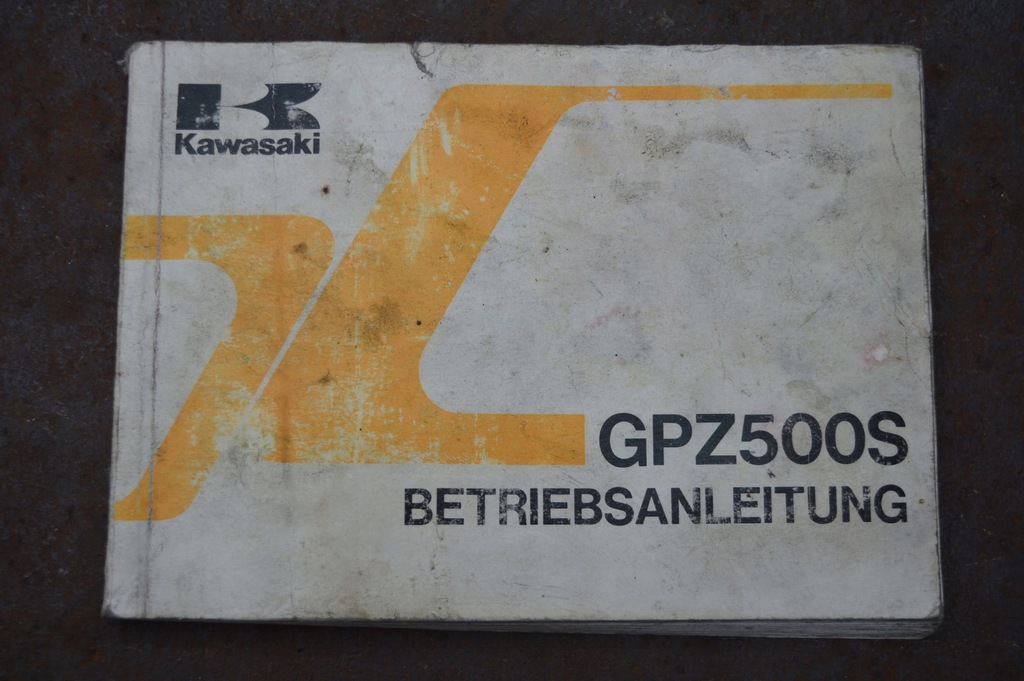 Kawasaki
GPZ500S
BETRIEBSANLEITUNG